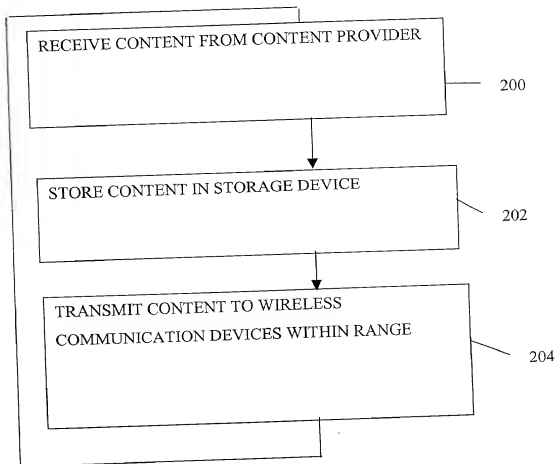 RECEIVE CONTENT FROM CONTENT PROVIDER
200
STORE CONTENT IN STORAGE DEVICE
202
TRANSMIT CONTENT TO WIRELESS
COMMUNICATION DEVICES WITHIN RANGE
204